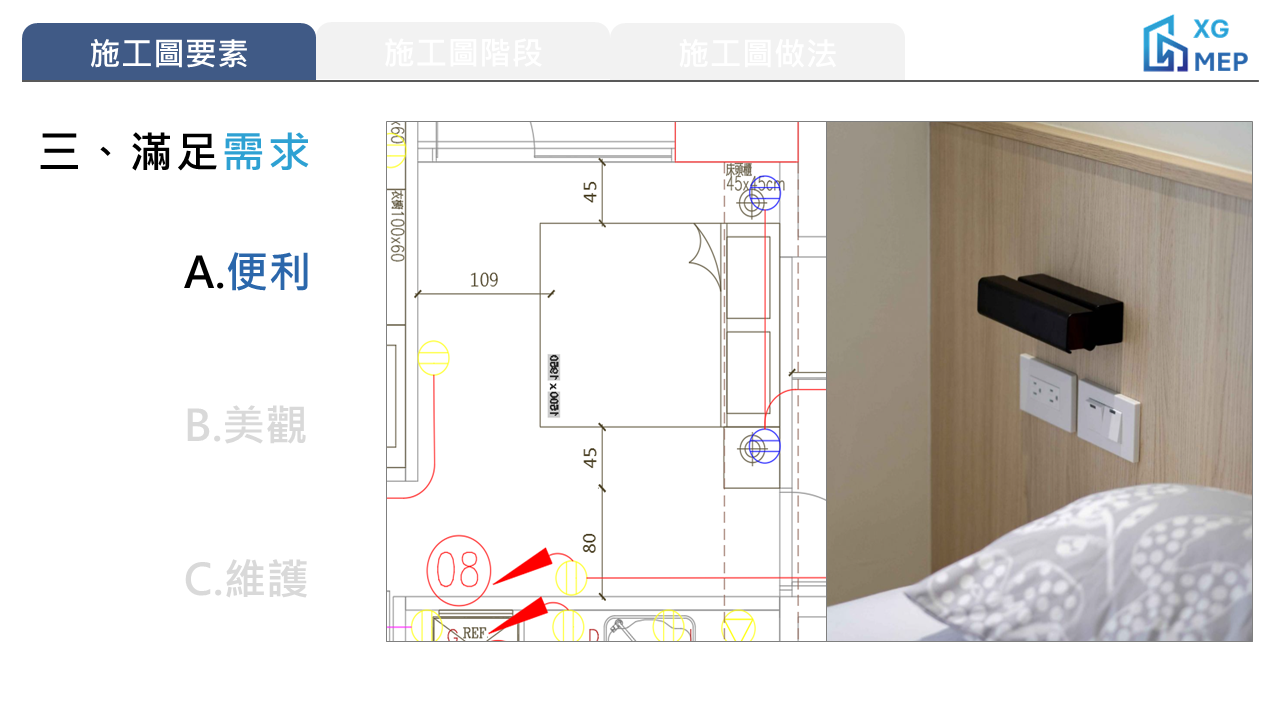 施工圖要素
施工圖階段
施工圖做法
XG
MEP
三、滿足需求
A.便利
B.美觀
C.維護
x60
衣櫥100x60
45
床頭櫃
45x45cm
109
1500 x 1860
45
80
08
G
REF
D